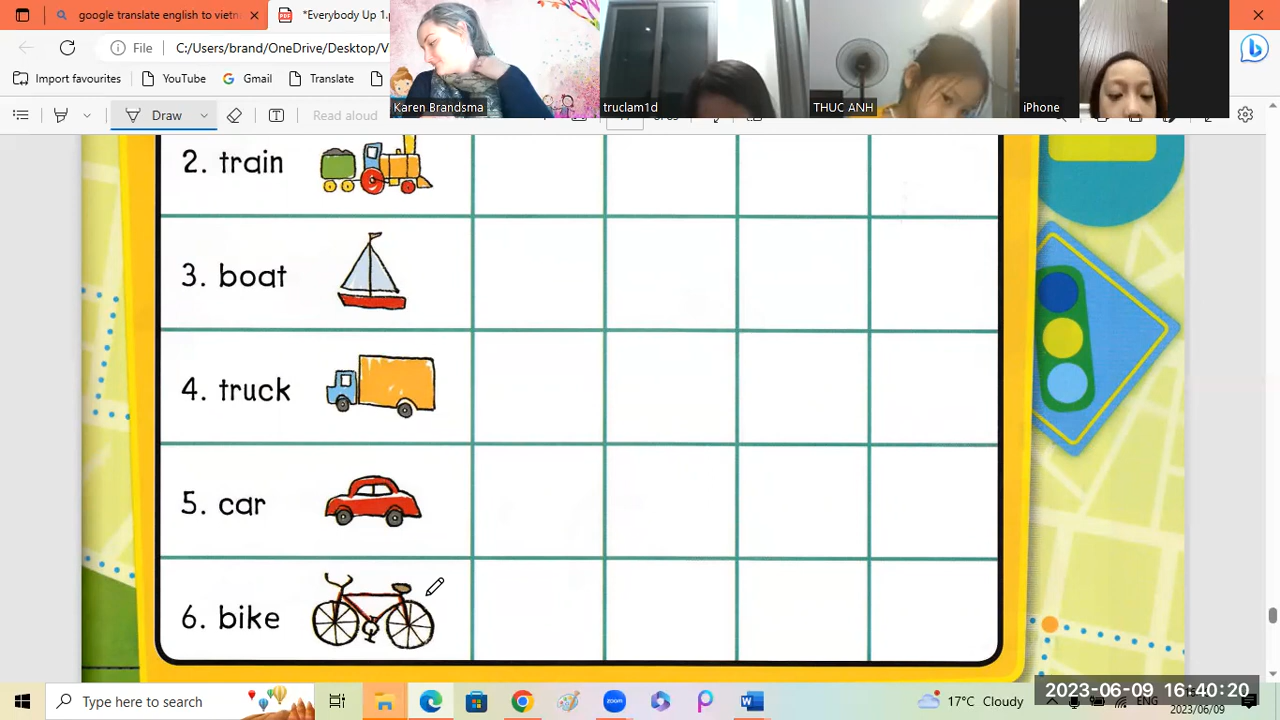 google translate english to vietn
*Everybody Up 1.p
File
C:/Users/brand/OneDrive/Desktop/V
Import favourites
YouTube
Gmail
Translate
Karen Brandsma
truclam1d
THUC ANH
iPhone
Draw
Read aloud
2. train
3. boat
4. truck
5. car
6. bike
Type here to search
17°C Cloudy
ENG
2023-06-09 16:40:20
2023/06/09